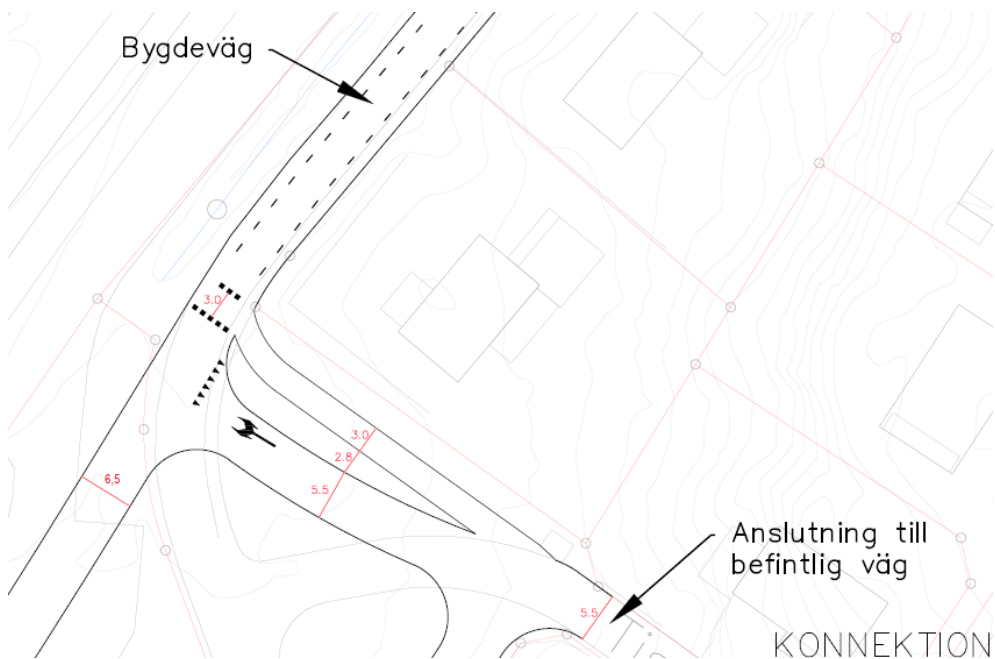 Bygdeväg
3.0
3.0
2.8
5.5
6,5
Anslutning till
befintlig väg
5.5
KONNEKTION